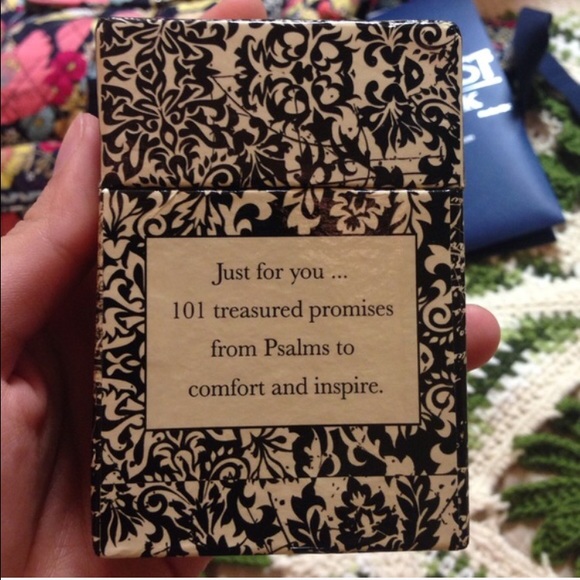 Just for you ...
101 treasured promises
from Psalms to
comfort and inspire.